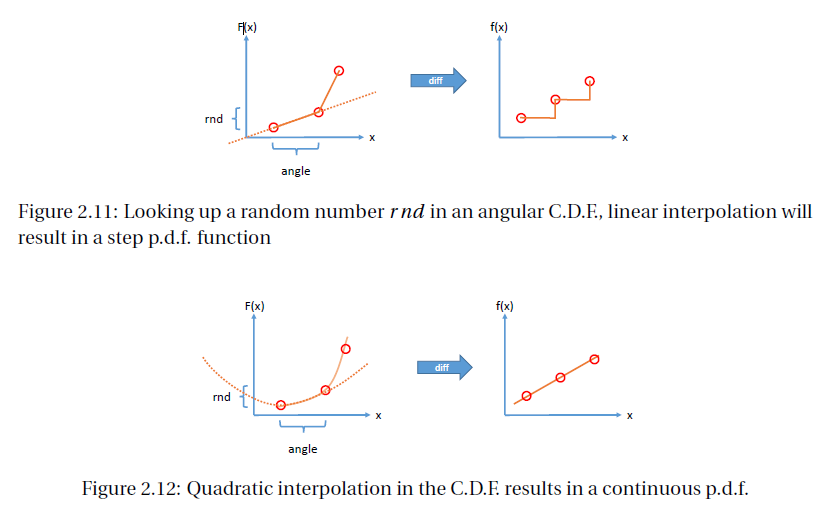 F(x)
f(x)
rnd
diff
x
x
angle
Figure 2.11: Looking up a random number rnd in an angular C.D.F., linear interpolation will
result in a step p.d.f. function
F(x)
f(x)
rnd
diff
x
x
angle
Figure 2.12: Quadratic interpolation in the C.D.F. results in a continuous p.d.f.